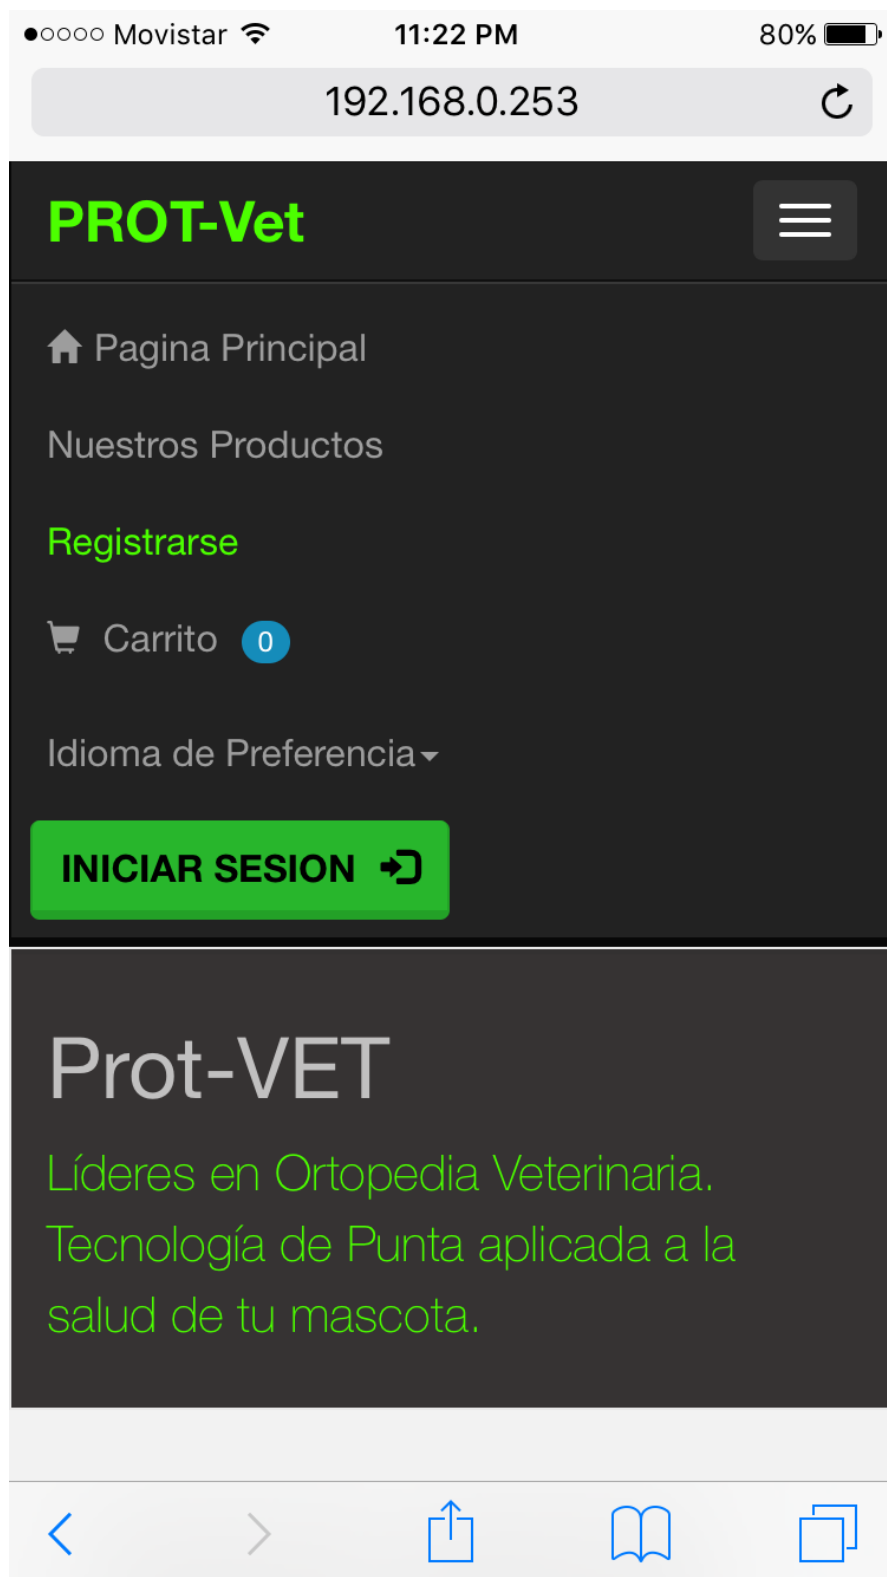 Movistar 11:22 PM 80%
192.168.0.253
PROT-Vet
Pagina Principal
Nuestros Productos
Registrarse
Carrito 0
Idioma de Preferencia
INICIAR SESION
Prot-VET
Líderes en Ortopedia Veterinaria.
Tecnología de Punta aplicada a la
salud de tu mascota.